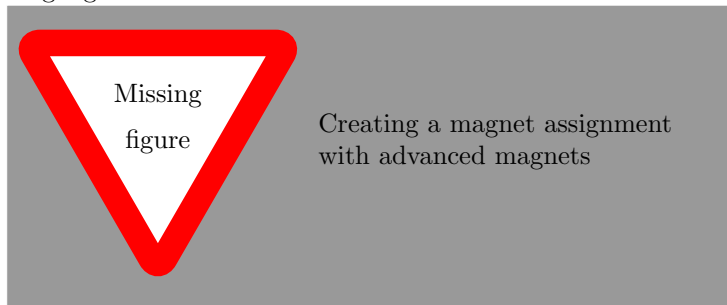 Missing
figure
Creating a magnet assignment
with advanced magnets